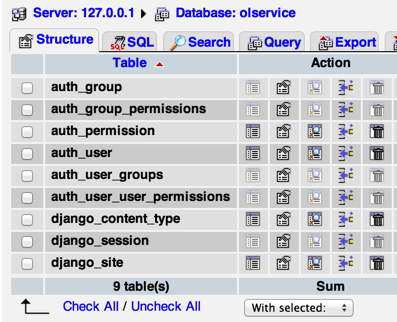 Server: 127.0.0.1 Database: olservice
Structure SQL Search Query Export
Table Action
auth_group
auth_group_permissions
auth_permission
auth_user
auth_user_groups
auth_user_user_permissions
django_content_type
django_session
django_site
9 table(s) Sum
Check All / Uncheck All With selected: